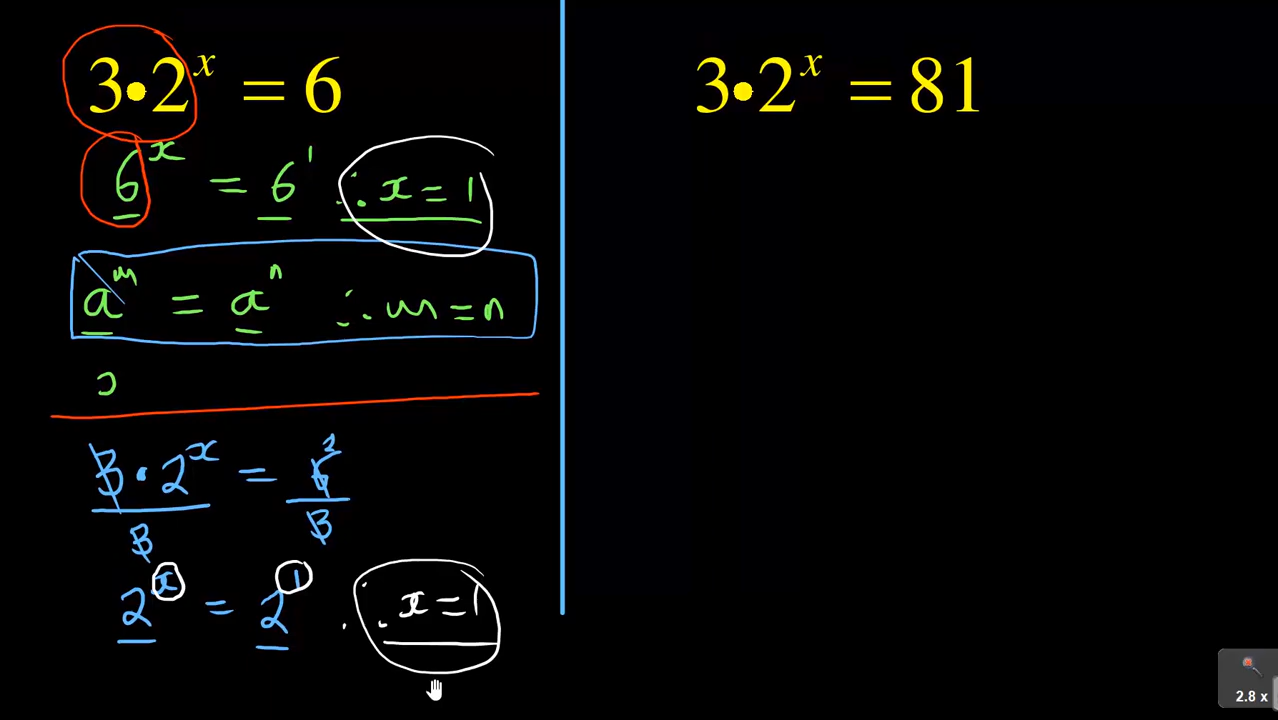 3•2^x = 6
6^x = 6^1 ∴ x = 1
a^m = a^n ∴ m = n
3 • 2^x = 6 2
3 3
2^x = 2^1 ∴ x = 1
3•2^x = 81
2.8 x